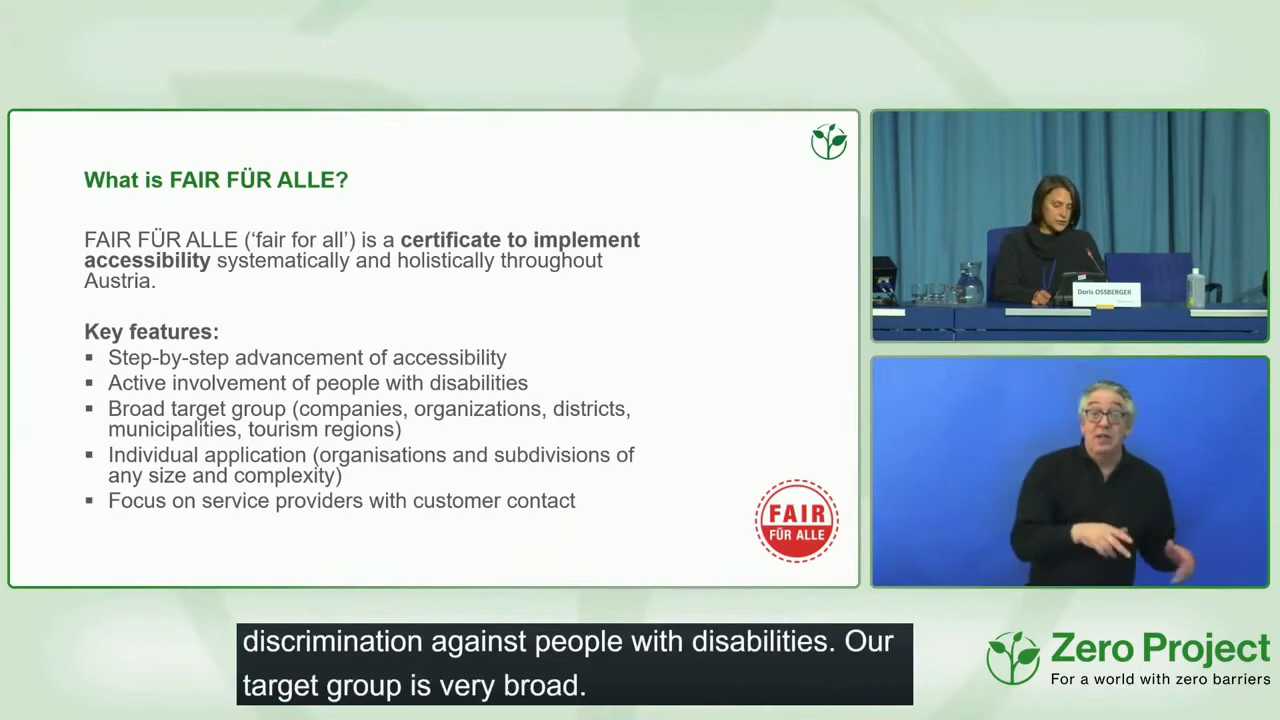 What is FAIR FÜR ALLE?
FAIR FÜR ALLE (‘fair for all’) is a certificate to implement
accessibility systematically and holistically throughout
Austria.
Key features:
▪ Step-by-step advancement of accessibility
▪ Active involvement of people with disabilities
▪ Broad target group (companies, organizations, districts,
municipalities, tourism regions)
▪ Individual application (organisations and subdivisions of
any size and complexity)
▪ Focus on service providers with customer contact
FAIR
FÜR ALLE
Doris OSSBERGER
discrimination against people with disabilities. Our
target group is very broad.
Zero Project
For a world with zero barriers